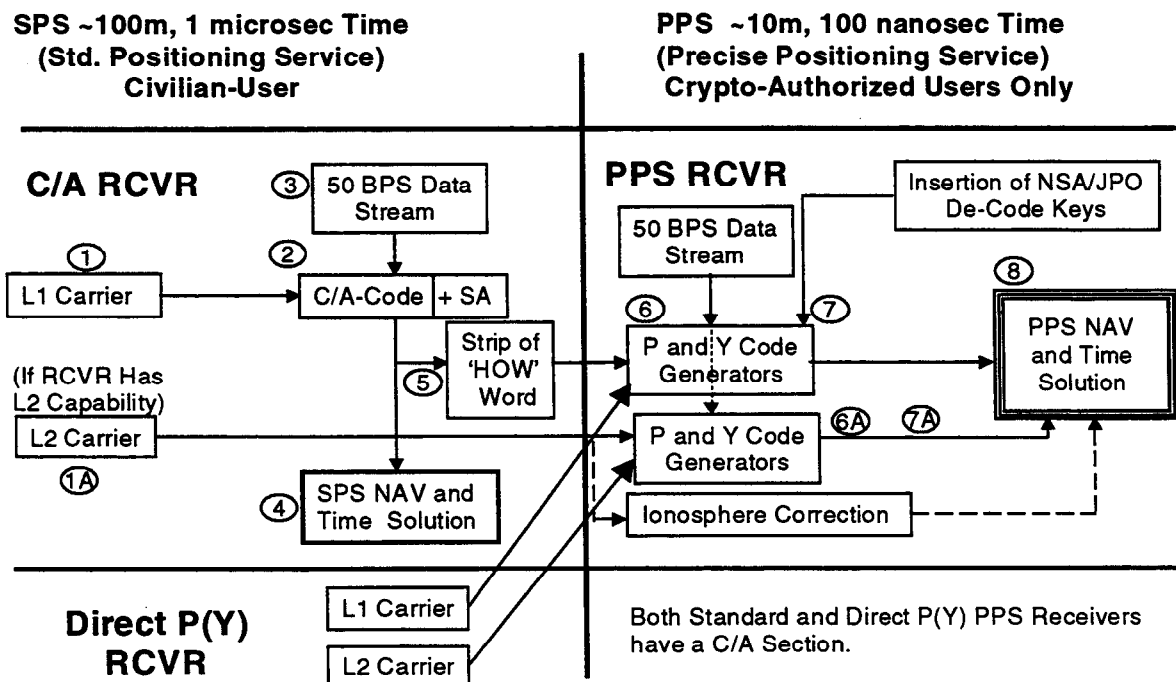 SPS ~100m, 1 microsec Time
(Std. Positioning Service)
Civilian-User
PPS ~10m, 100 nanosec Time
(Precise Positioning Service)
Crypto-Authorized Users Only
C/A RCVR
3
50 BPS Data
Stream
1
L1 Carrier
2
C/A-Code + SA
5
Strip of
'HOW'
Word
(If RCVR Has
L2 Capability)
L2 Carrier
1A
4
SPS NAV and
Time Solution
PPS RCVR
50 BPS Data
Stream
Insertion of NSA/JPO
De-Code Keys
6
7
P and Y Code
Generators
8
PPS NAV
and Time
Solution
P and Y Code
Generators
6A
7A
Ionosphere Correction
Direct P(Y)
RCVR
L1 Carrier
L2 Carrier
Both Standard and Direct P(Y) PPS Receivers
have a C/A Section.